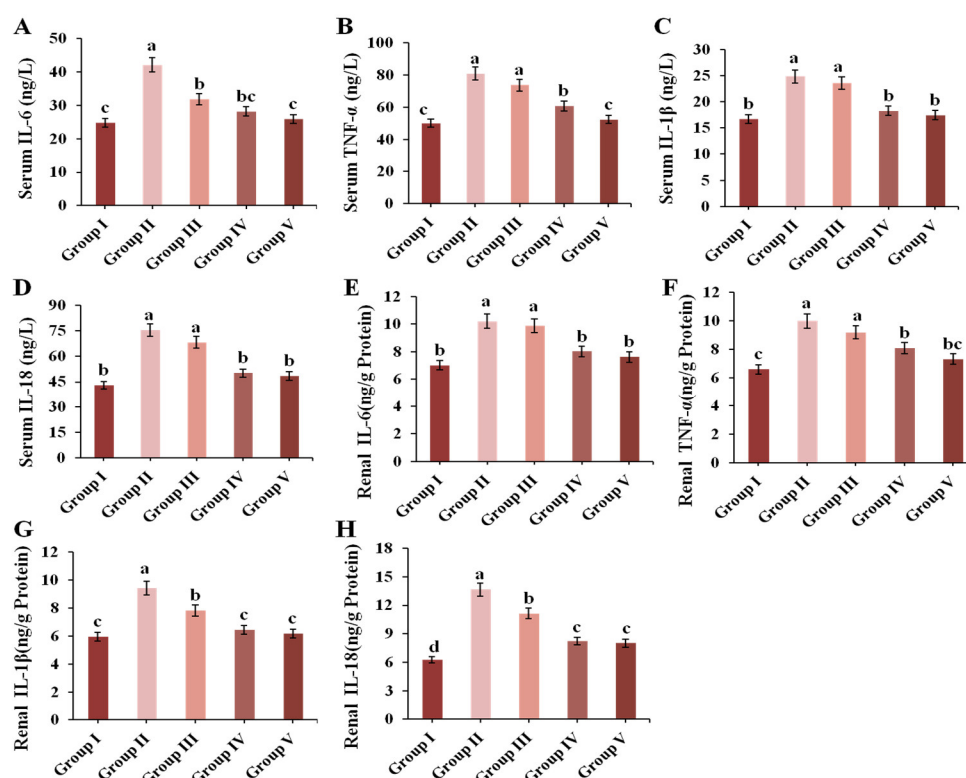 A
Serum IL-6 (ng/L)
50
40
30
20
10
0
c
a
b
bc
c
Group I
Group II
Group III
Group IV
Group V
B
Serum TNF-α (ng/L)
100
80
60
40
20
0
c
a
a
b
c
Group I
Group II
Group III
Group IV
Group V
C
Serum IL-1β (ng/L)
30
25
20
15
10
5
0
b
a
a
b
b
Group I
Group II
Group III
Group IV
Group V
D
Serum IL-18 (ng/L)
90
75
60
45
30
15
0
b
a
a
b
b
Group I
Group II
Group III
Group IV
Group V
E
Renal IL-6(ng/g Protein)
12
10
8
6
4
2
0
b
a
a
b
b
Group I
Group II
Group III
Group IV
Group V
F
Renal TNF-α(ng/g Protein)
12
10
8
6
4
2
0
c
a
a
b
bc
Group I
Group II
Group III
Group IV
Group V
G
Renal IL-1β(ng/g Protein)
12
10
8
6
4
2
0
c
a
b
c
c
Group I
Group II
Group III
Group IV
Group V
H
Renal IL-18(ng/g Protein)
18
15
12
9
6
3
0
d
a
b
c
c
Group I
Group II
Group III
Group IV
Group V